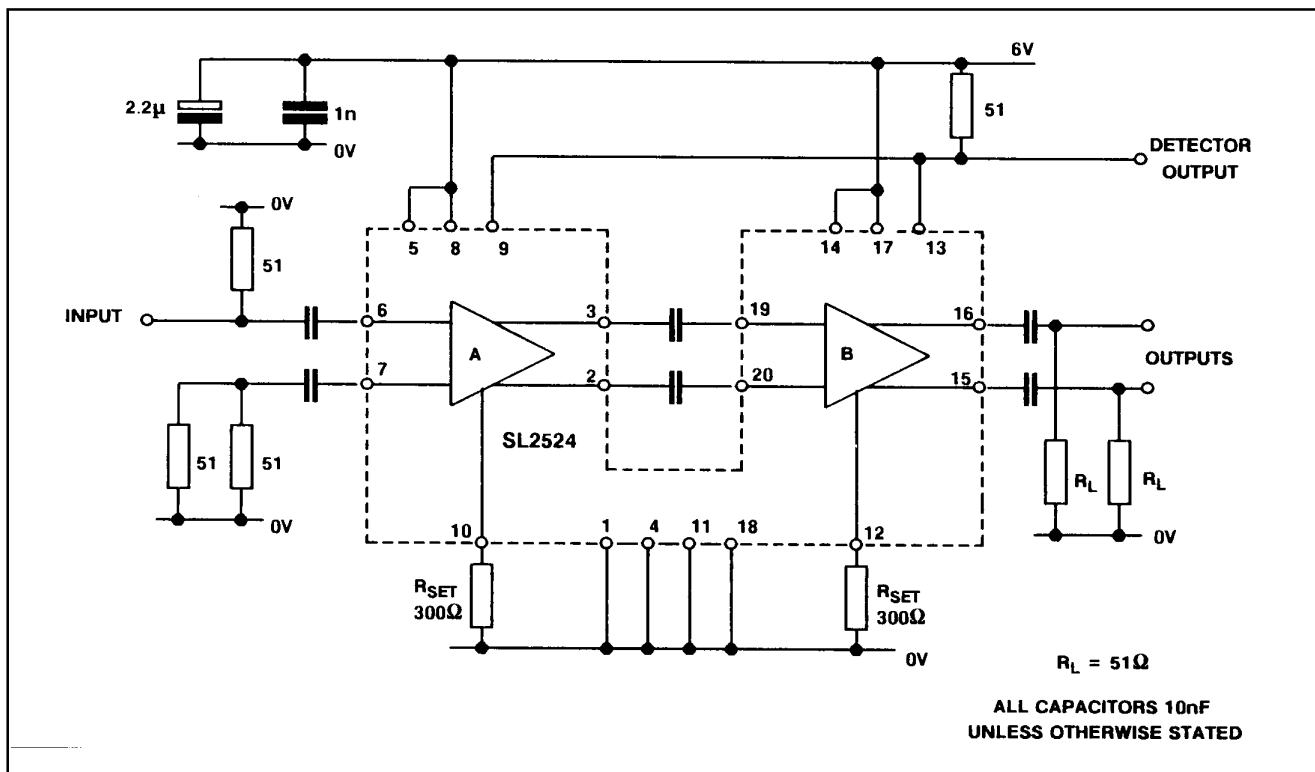 6V
2.2µ
1n
51
0V
DETECTOR
OUTPUT
0V
5
8
9
14
17
13
51
INPUT
6
3
19
16
A
B
OUTPUTS
7
2
20
15
SL2524
51
51
R_L
R_L
0V
10
1
4
11
18
12
0V
R_SET
300Ω
R_SET
300Ω
0V
R_L = 51Ω
ALL CAPACITORS 10nF
UNLESS OTHERWISE STATED